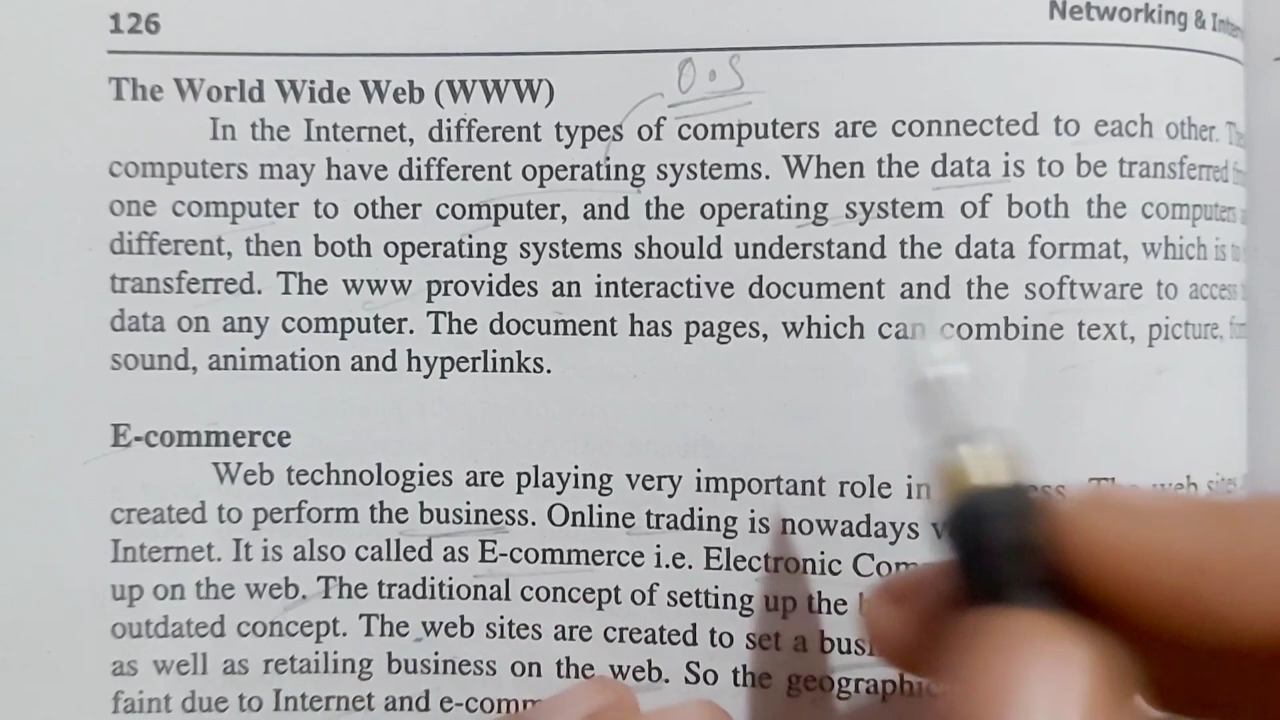 126
Networking &
The World Wide Web (WWW)
O.S
In the Internet, different types of computers are connected to each other.
computers may have different operating systems. When the data is to be transferred
one computer to other computer, and the operating system of both the computers
different, then both operating systems should understand the data format, which is
transferred. The www provides an interactive document and the software to access
data on any computer. The document has pages, which can combine text, picture,
sound, animation and hyperlinks.
E-commerce
Web technologies are playing very important role in
web sites
created to perform the business. Online trading is nowadays
Internet. It is also called as E-commerce i.e. Electronic
up on the web. The traditional concept of setting up the
outdated concept. The web sites are created to set a
as well as retailing business on the web. So the
faint due to Internet and